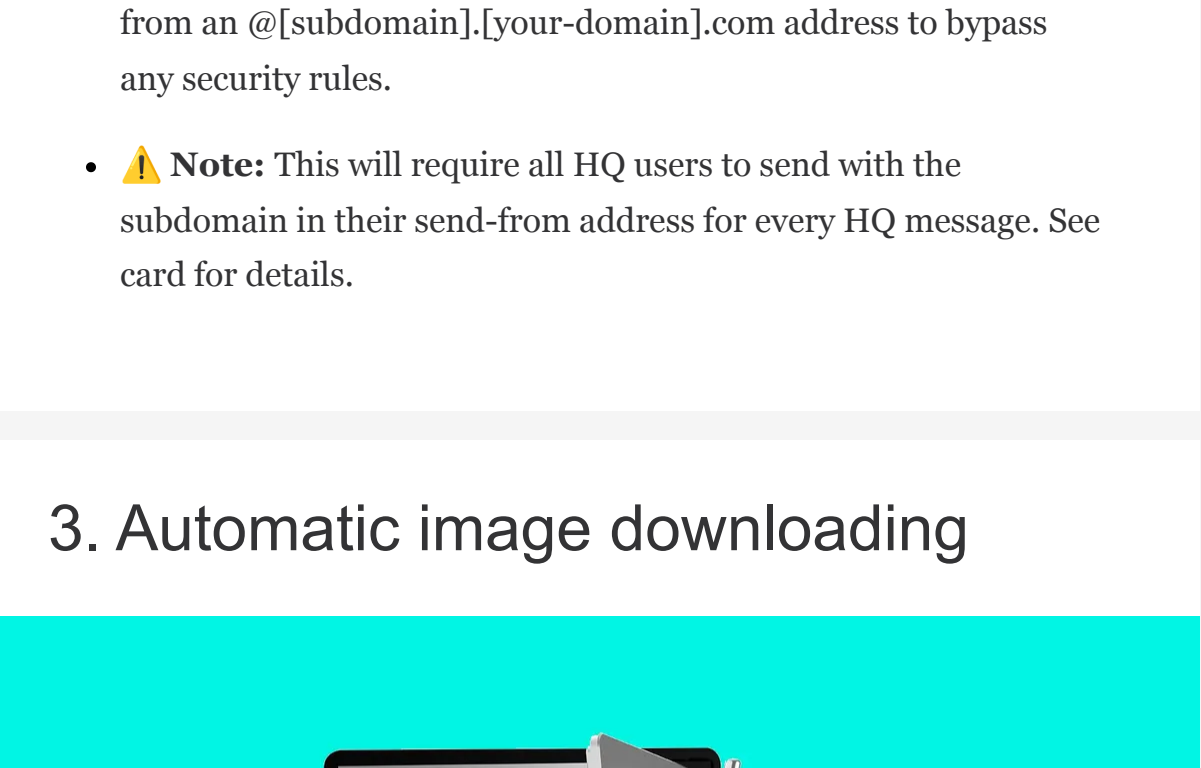 from an @[subdomain].[your-domain].com address to bypass
any security rules.
• ⚠️ Note: This will require all HQ users to send with the
subdomain in their send-from address for every HQ message. See
card for details.
3. Automatic image downloading